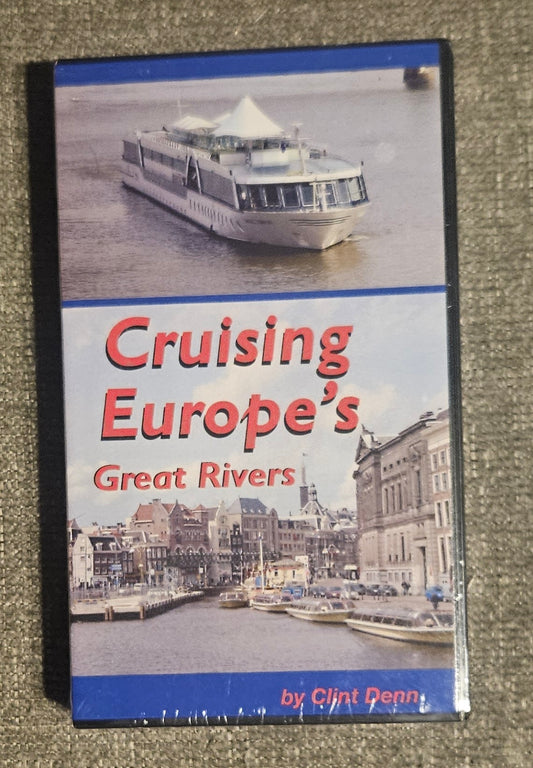 Cruising
Europe's
Great Rivers
by Clint Denn